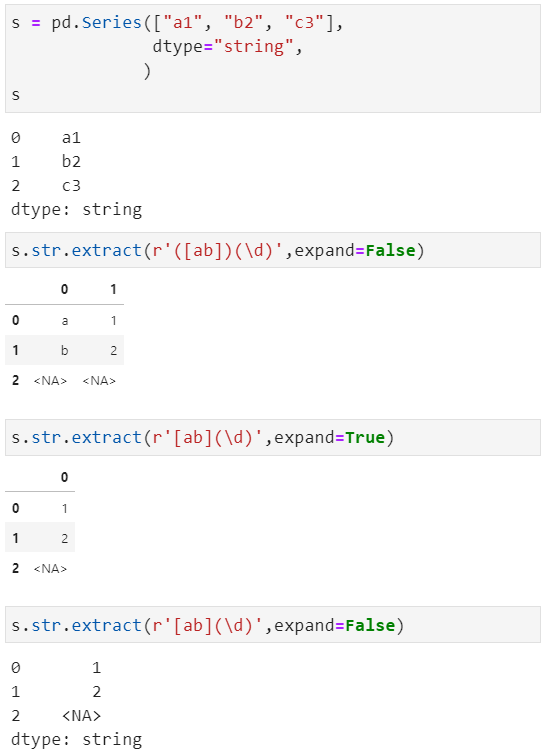 s = pd.Series(["a1", "b2", "c3"],
              dtype="string",
             )
s
0    a1
1    b2
2    c3
dtype: string
s.str.extract(r'([ab])(\d)',expand=False)
0 1
0 a 1
1 b 2
2 <NA> <NA>
s.str.extract(r'[ab](\d)',expand=True)
0
0 1
1 2
2 <NA>
s.str.extract(r'[ab](\d)',expand=False)
0       1
1       2
2    <NA>
dtype: string